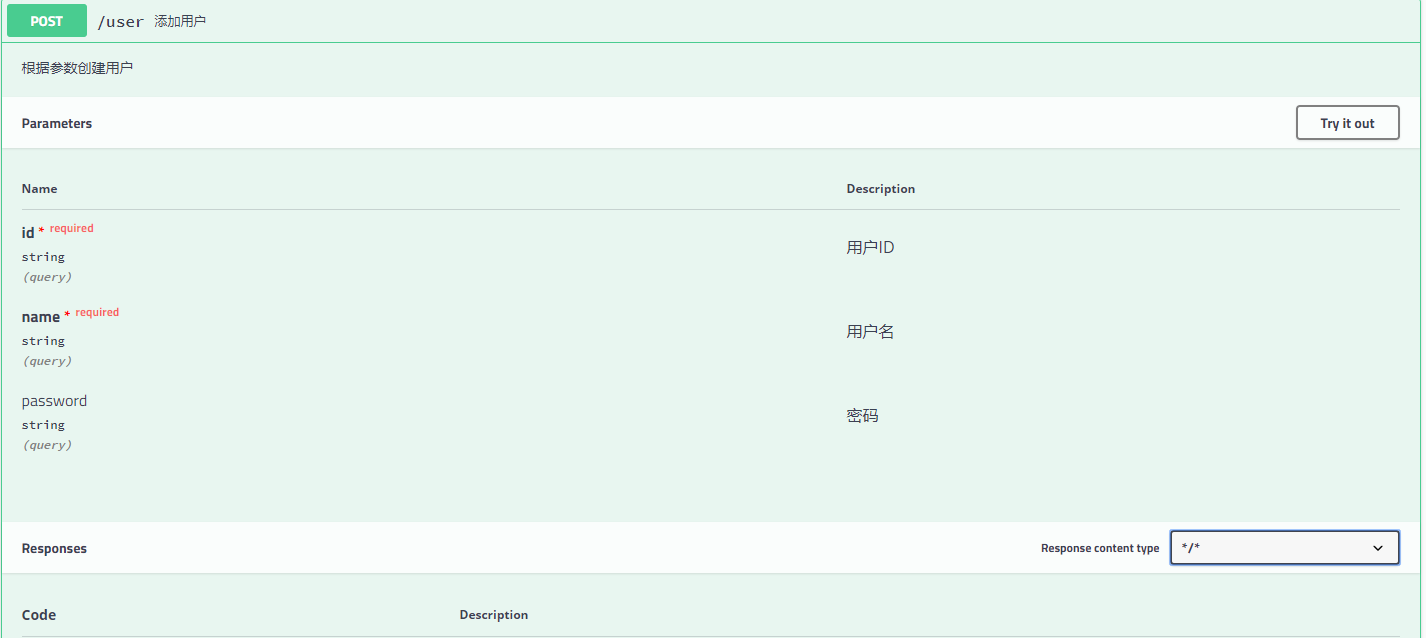 POST /user 添加用户
根据参数创建用户
Parameters Try it out
Name Description
id * required
string
(query)
用户ID
name * required
string
(query)
用户名
password
string
(query)
密码
Responses Response content type */*
Code Description